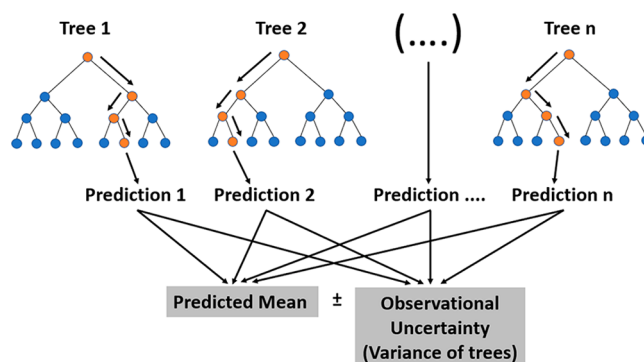 Tree 1
Tree 2
(....)
Tree n
Prediction 1
Prediction 2
Prediction ....
Prediction n
Predicted Mean
±
Observational
Uncertainty
(Variance of trees)